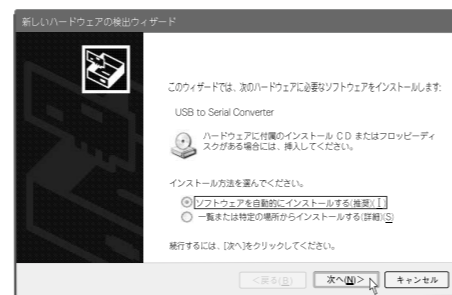 新しいハードウェアの検出ウィザード
このウィザードでは、次のハードウェアに必要なソフトウェアをインストールします:
USB to Serial Converter
ハードウェアに付属のインストール CD またはフロッピーディ
スクがある場合には、挿入してください。
インストール方法を選んでください。
ソフトウェアを自動的にインストールする(推奨)(I)
一覧または特定の場所からインストールする(詳細)(S)
続行するには、[次へ]をクリックしてください。
<戻る(B) 次へ(N)> キャンセル